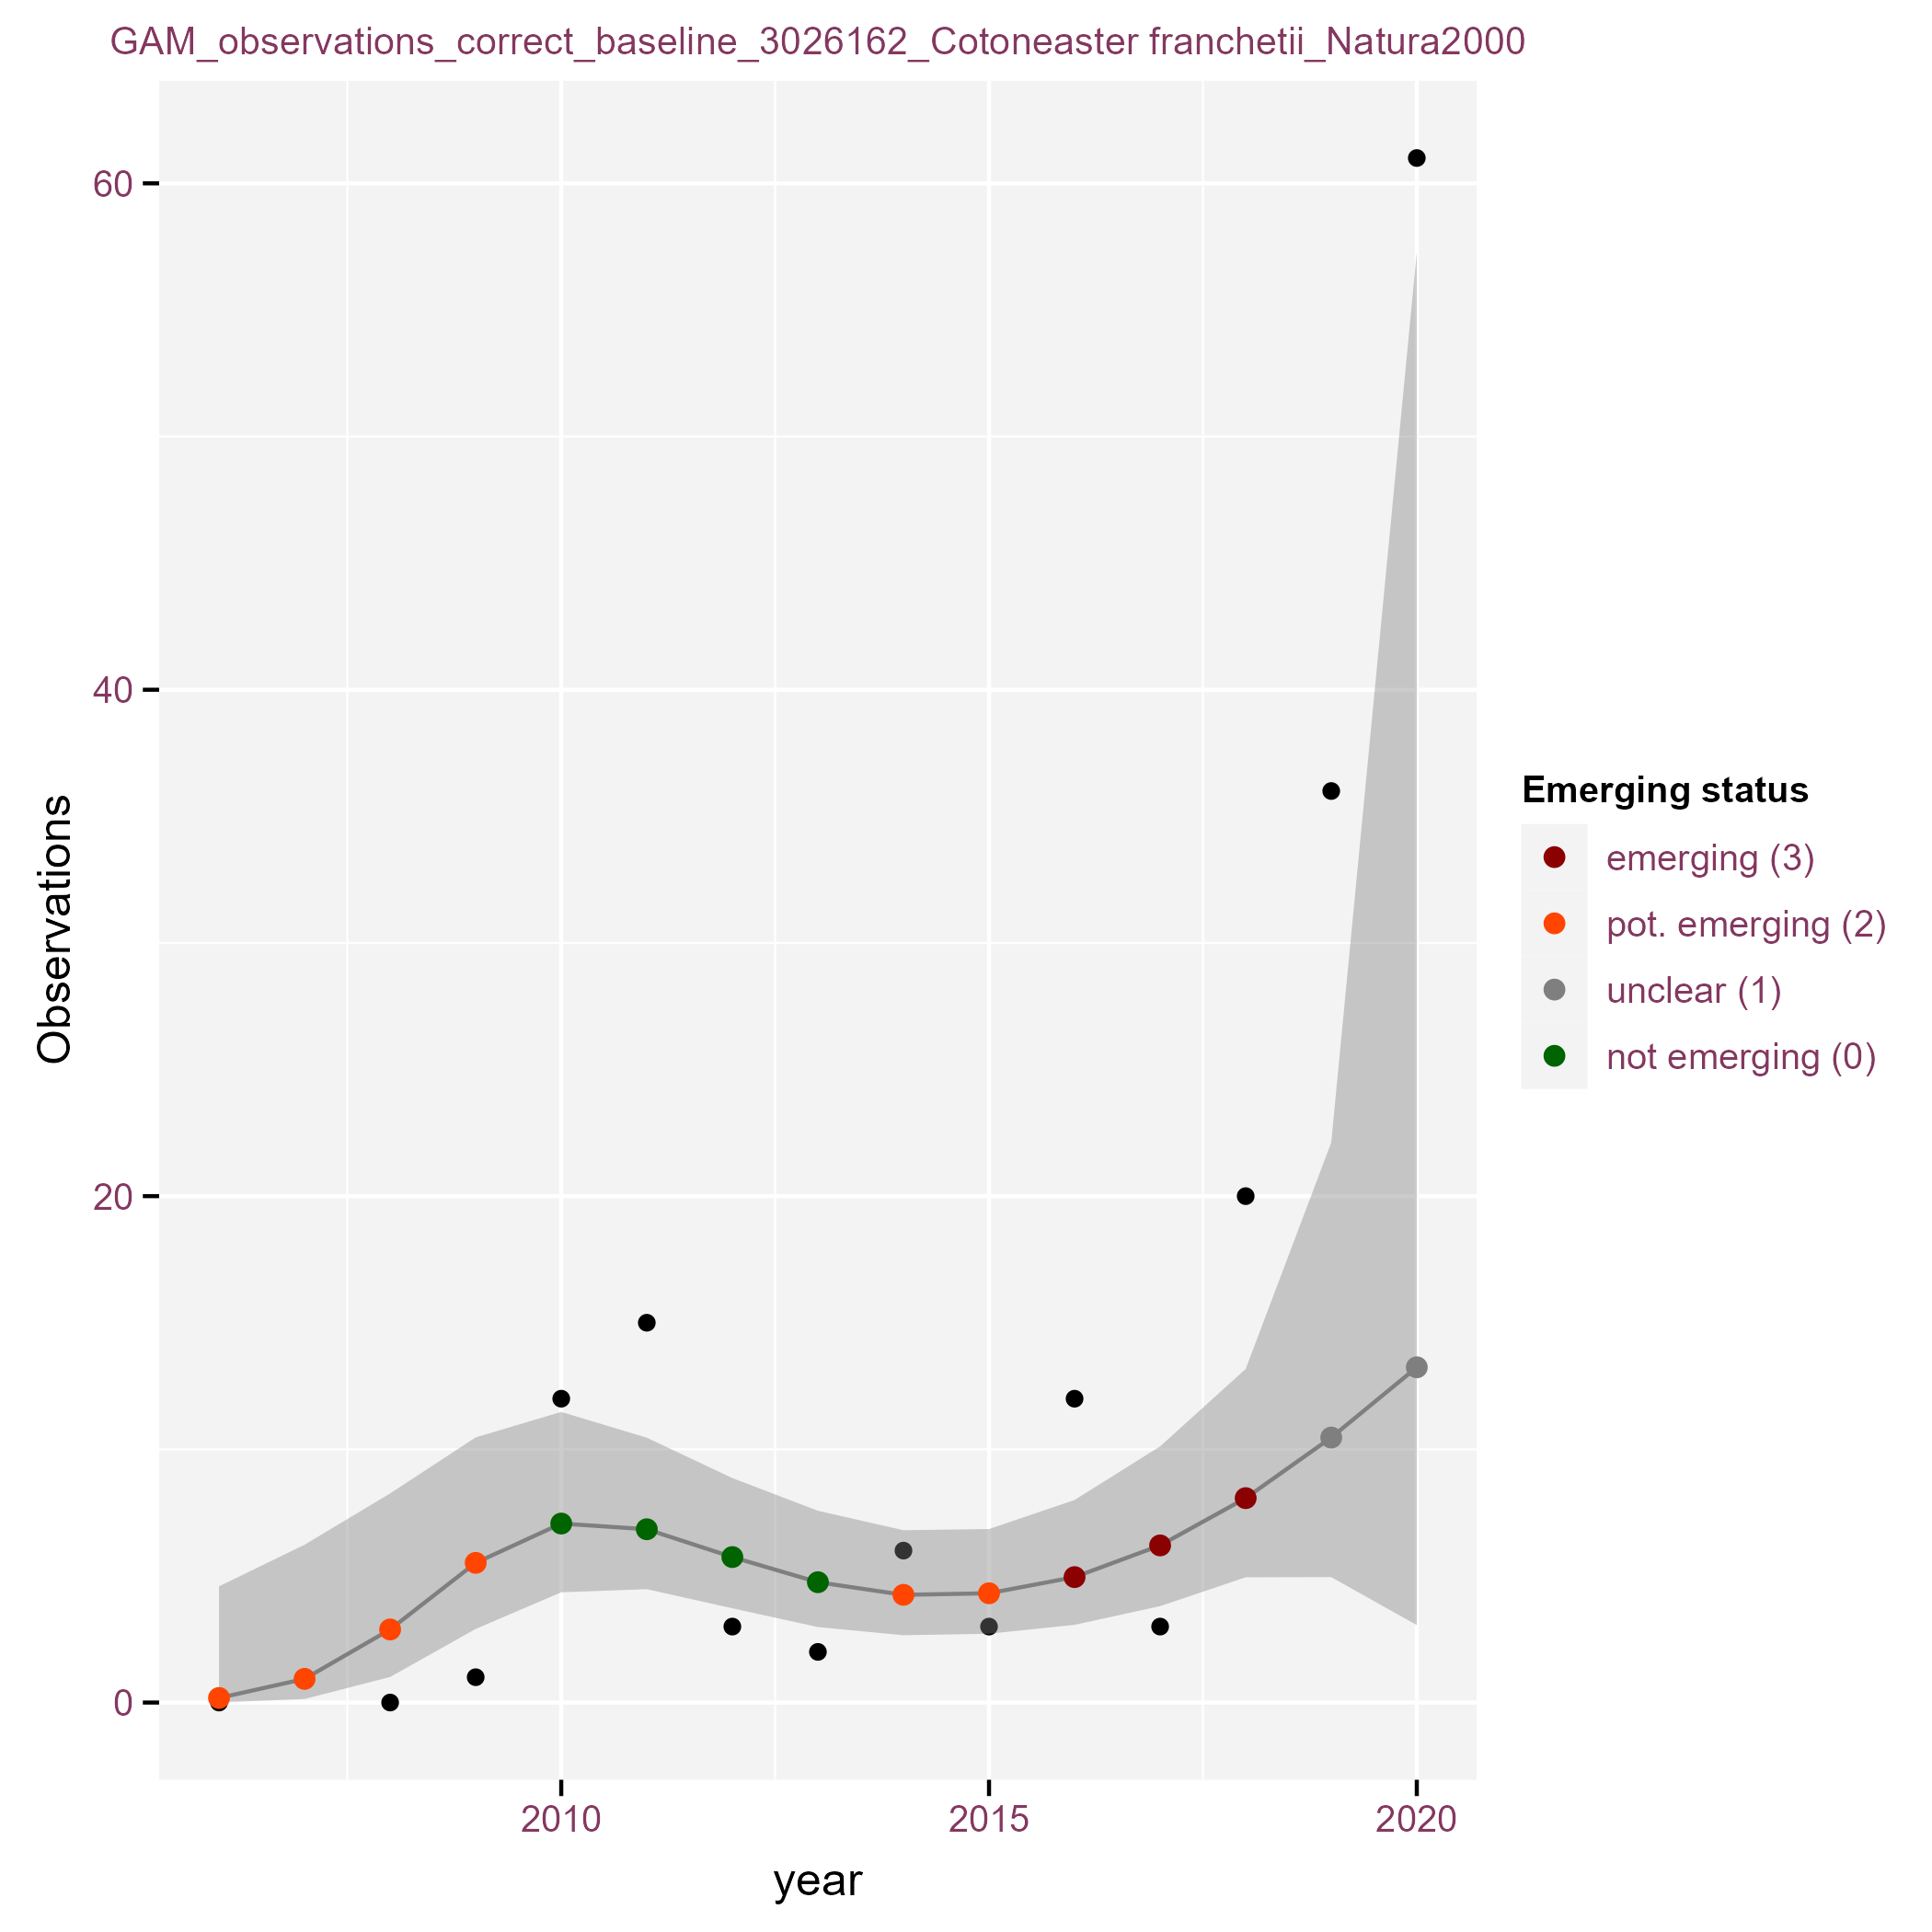 GAM_observations_correct_baseline_3026162_Cotoneaster franchetii_Natura2000
60
40
20
0
Observations
2010
2015
2020
year
Emerging status
emerging (3)
pot. emerging (2)
unclear (1)
not emerging (0)